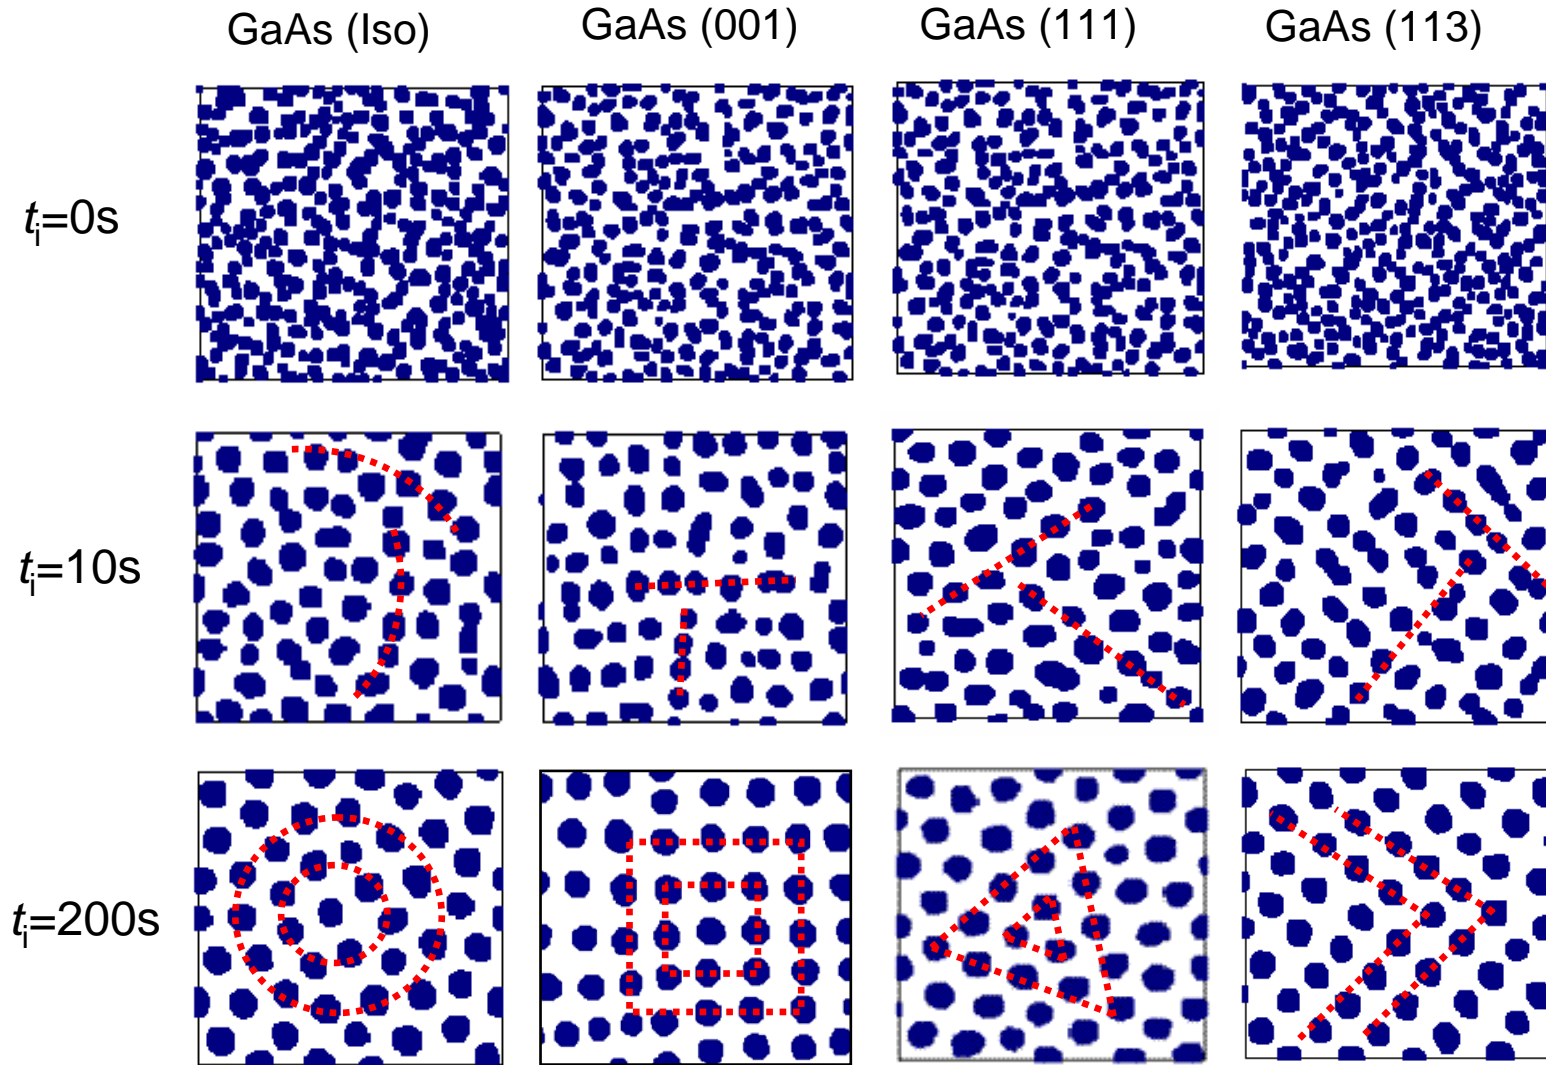 GaAs (Iso)
GaAs (001)
GaAs (111)
GaAs (113)
ti=0s
ti=10s
ti=200s